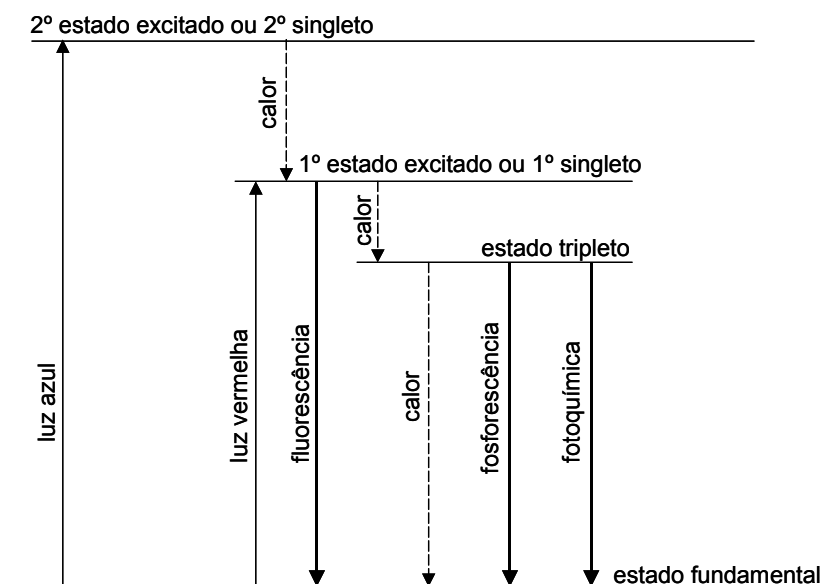 2º estado excitado ou 2º singleto
calor
1º estado excitado ou 1º singleto
calor
estado tripleto
luz azul
luz vermelha
fluorescência
calor
fosforescência
fotoquímica
estado fundamental